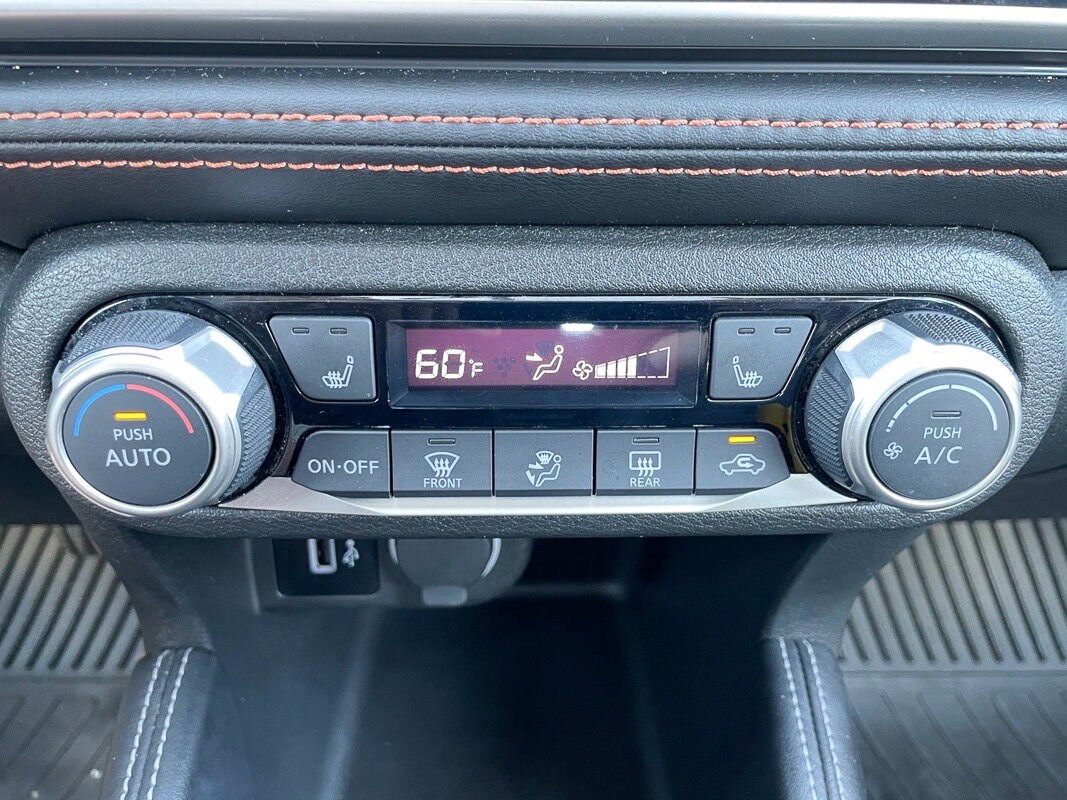 60°F
PUSH
AUTO
PUSH
A/C
ON·OFF
FRONT
REAR